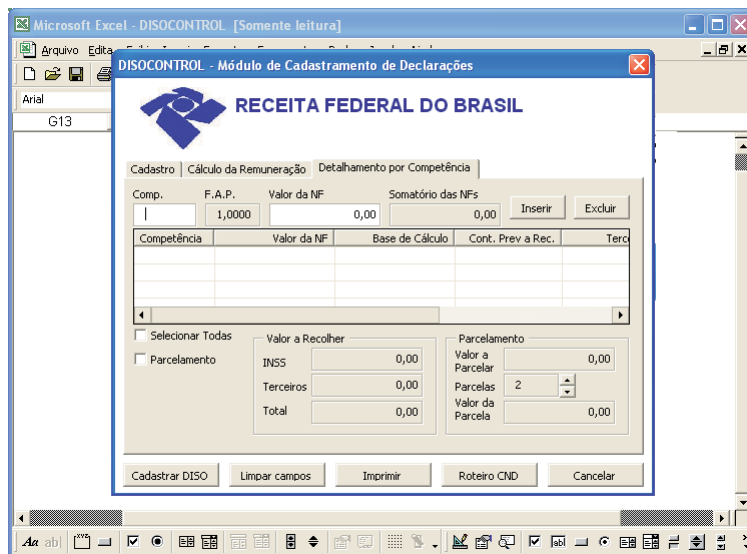 Microsoft Excel - DISOCONTROL [Somente leitura]
Arquivo Edita
DISOCONTROL - Módulo de Cadastramento de Declarações
Arial
G13
RECEITA FEDERAL DO BRASIL
Cadastro Cálculo da Remuneração Detalhamento por Competência
Comp. F.A.P. Valor da NF Somatório das NFs
1,0000 0,00 0,00 Inserir Excluir
Competência Valor da NF Base de Cálculo Cont. Prev a Rec. Terce
Selecionar Todas
Parcelamento
Valor a Recolher
INSS 0,00
Terceiros 0,00
Total 0,00
Parcelamento
Valor a Parcelar 0,00
Parcelas 2
Valor da Parcela 0,00
Cadastrar DISO Limpar campos Imprimir Roteiro CND Cancelar